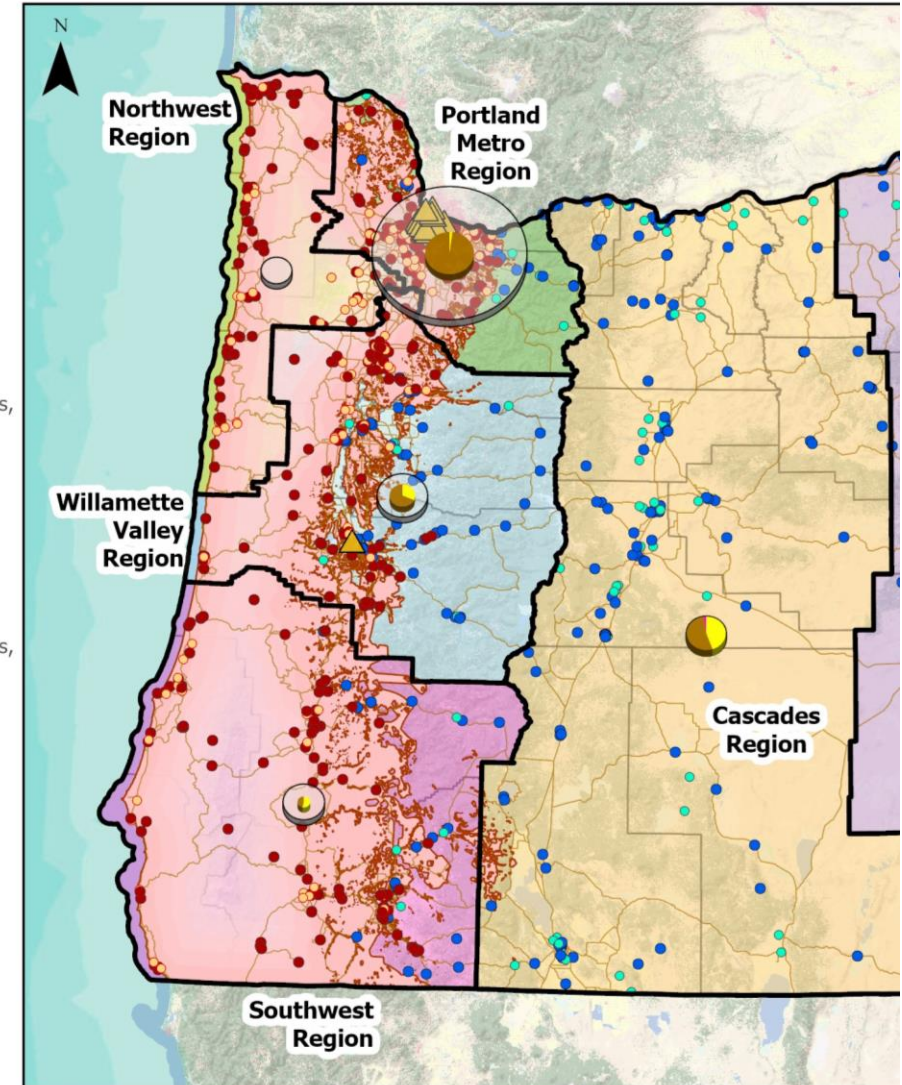 N
Northwest
Region
Portland
Metro
Region
s,
Willamette
Valley
Region
s,
Cascades
Region
Southwest
Region